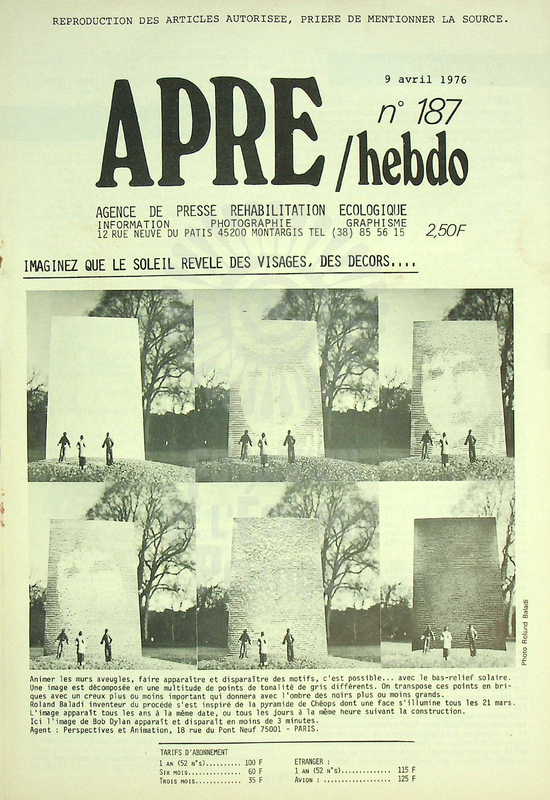 REPRODUCTION DES ARTICLES AUTORISEE, PRIERE DE MENTIONNER LA SOURCE.
9 avril 1976
n° 187
APRE/hebdo
AGENCE DE PRESSE REHABILITATION ECOLOGIQUE
INFORMATION PHOTOGRAPHIE GRAPHISME
12 RUE NEUVE DU PATIS 45200 MONTARGIS TEL (38) 85 56 15
2,50F
IMAGINEZ QUE LE SOLEIL REVELE DES VISAGES, DES DECORS....
Photo Roland Baladi
Animer les murs aveugles, faire apparaître et disparaître des motifs, c'est possible... avec le bas-relief solaire.
Une image est décomposée en une multitude de points de tonalité de gris différents. On transpose ces points en bri-
ques avec un creux plus ou moins important qui donnera avec l'ombre des noirs plus ou moins grands.
Roland Baladi inventeur du procédé s'est inspiré de la pyramide de Chéops dont une face s'illumine tous les 21 mars.
L'image apparaît tous les ans à la même date, ou tous les jours à la même heure suivant la construction.
Ici l'image de Bob Dylan apparaît et disparaît en moins de 3 minutes.
Agent : Perspectives et Animation, 18 rue du Pont Neuf 75001 - PARIS.
TARIFS D'ABONNEMENT
1 AN (52 N°S).......... 100 F
SIX MOIS............... 60 F
TROIS MOIS............. 35 F
ETRANGER :
1 AN (52 N°S).............. 115 F
AVION : ................... 125 F